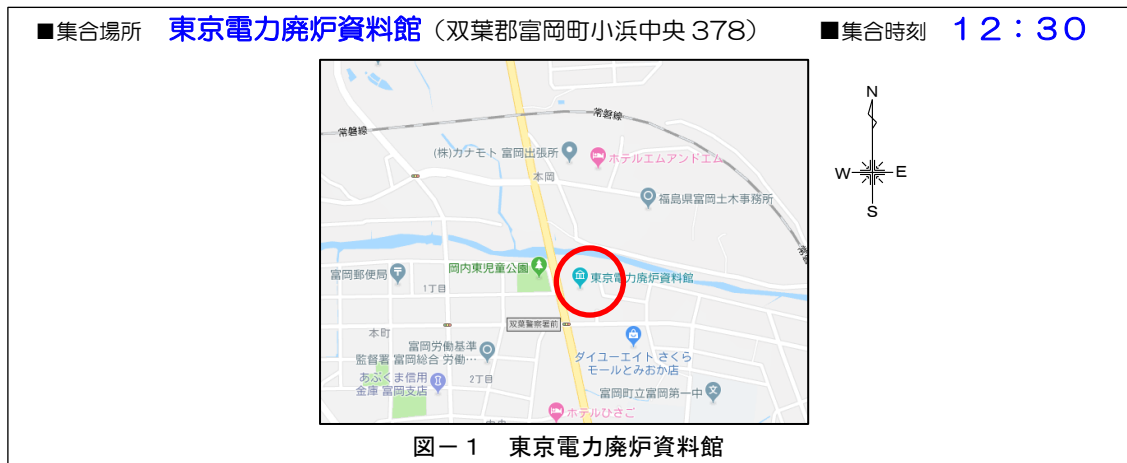 ■集合場所 東京電力廃炉資料館（双葉郡富岡町小浜中央 378） ■集合時刻 １２：３０
N
W E
S
常磐線
常磐線
(株)カナモト 富岡出張所
ホテルエムアンドエム
本岡
福島県富岡土木事務所
岡内東児童公園
富岡郵便局
東京電力廃炉資料館
1丁目
双葉警察署前
本町
富岡労働基準
監督署 富岡総合 労働…
ダイユーエイト さくら
モールとみおか店
あぶくま信用
金庫 富岡支店
2丁目
富岡町立富岡第一中
ホテルひさご
中央
常磐線
図－１ 東京電力廃炉資料館